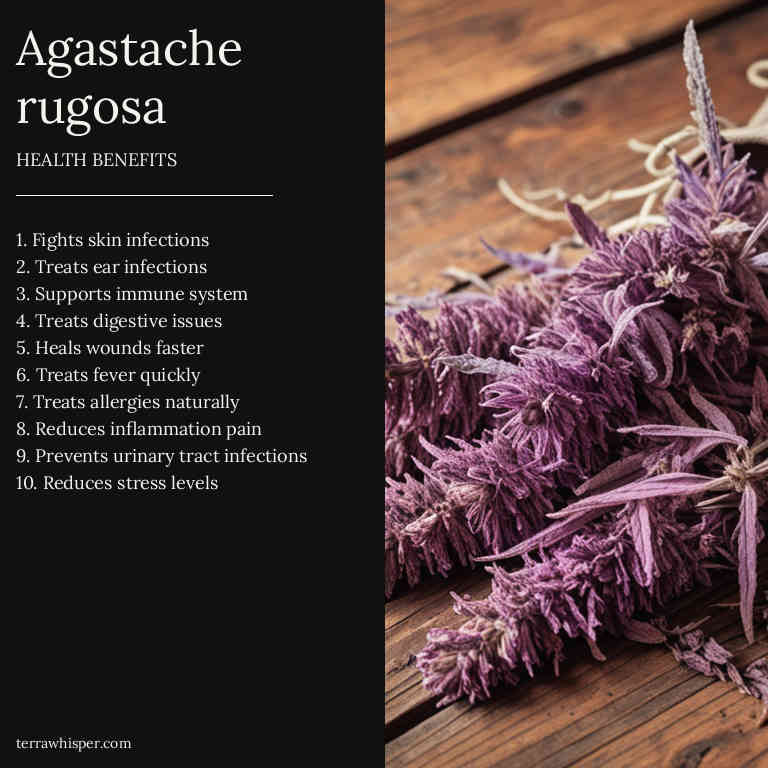 Agastache
rugosa
HEALTH BENEFITS
1. Fights skin infections
2. Treats ear infections
3. Supports immune system
4. Treats digestive issues
5. Heals wounds faster
6. Treats fever quickly
7. Treats allergies naturally
8. Reduces inflammation pain
9. Prevents urinary tract infections
10. Reduces stress levels
terrawhisper.com